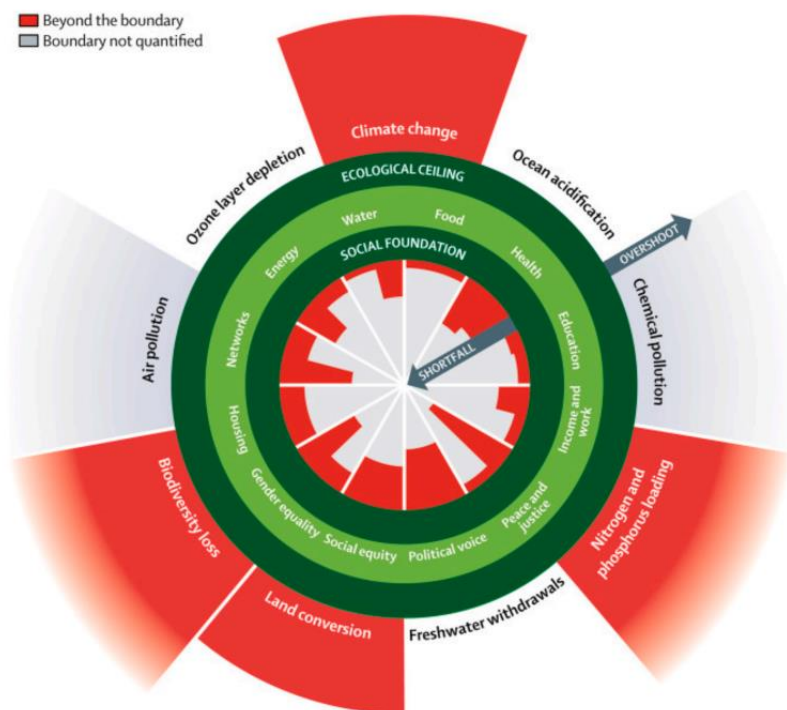 Beyond the boundary
Boundary not quantified
Climate change
Ozone layer depletion
Ocean acidification
ECOLOGICAL CEILING
Water
Food
Energy
Health
SOCIAL FOUNDATION
OVERSHOOT
Air pollution
Networks
SHORTFALL
Education
Chemical pollution
Housing
Income and
work
Biodiversity loss
Gender equality
Social equity
Political voice
Peace and
justice
Nitrogen and
phosphorus loading
Land conversion
Freshwater withdrawals